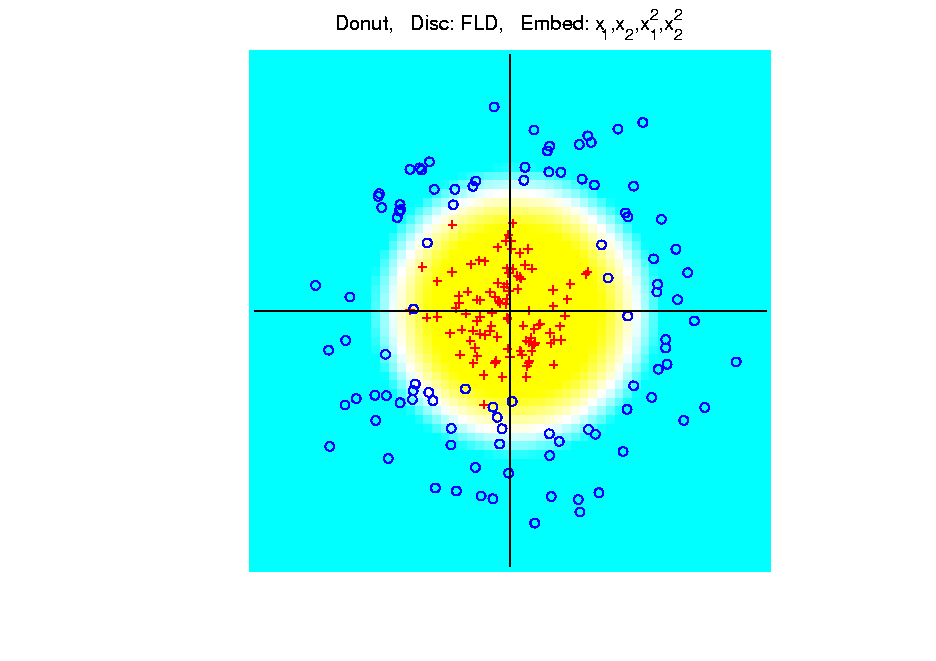 Donut, Disc: FLD, Embed: x₁,x₂,x₁²,x₂²